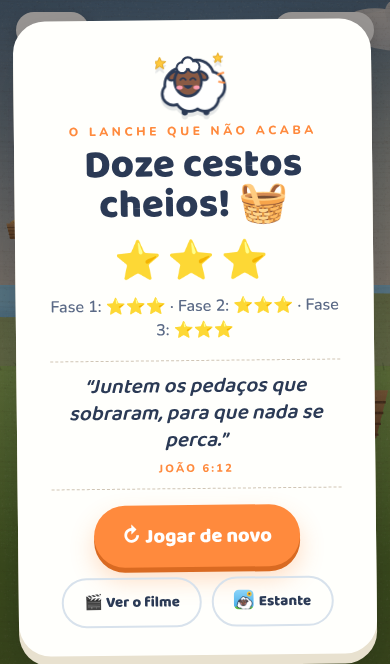 O LANCHE QUE NÃO ACABA
Doze cestos
cheios! 🧺
⭐⭐⭐
Fase 1: ⭐⭐⭐ · Fase 2: ⭐⭐⭐ · Fase
3: ⭐⭐⭐
“Juntem os pedaços que
sobraram, para que nada se
perca.”
JOÃO 6:12
↻ Jogar de novo
🎬 Ver o filme
Estante